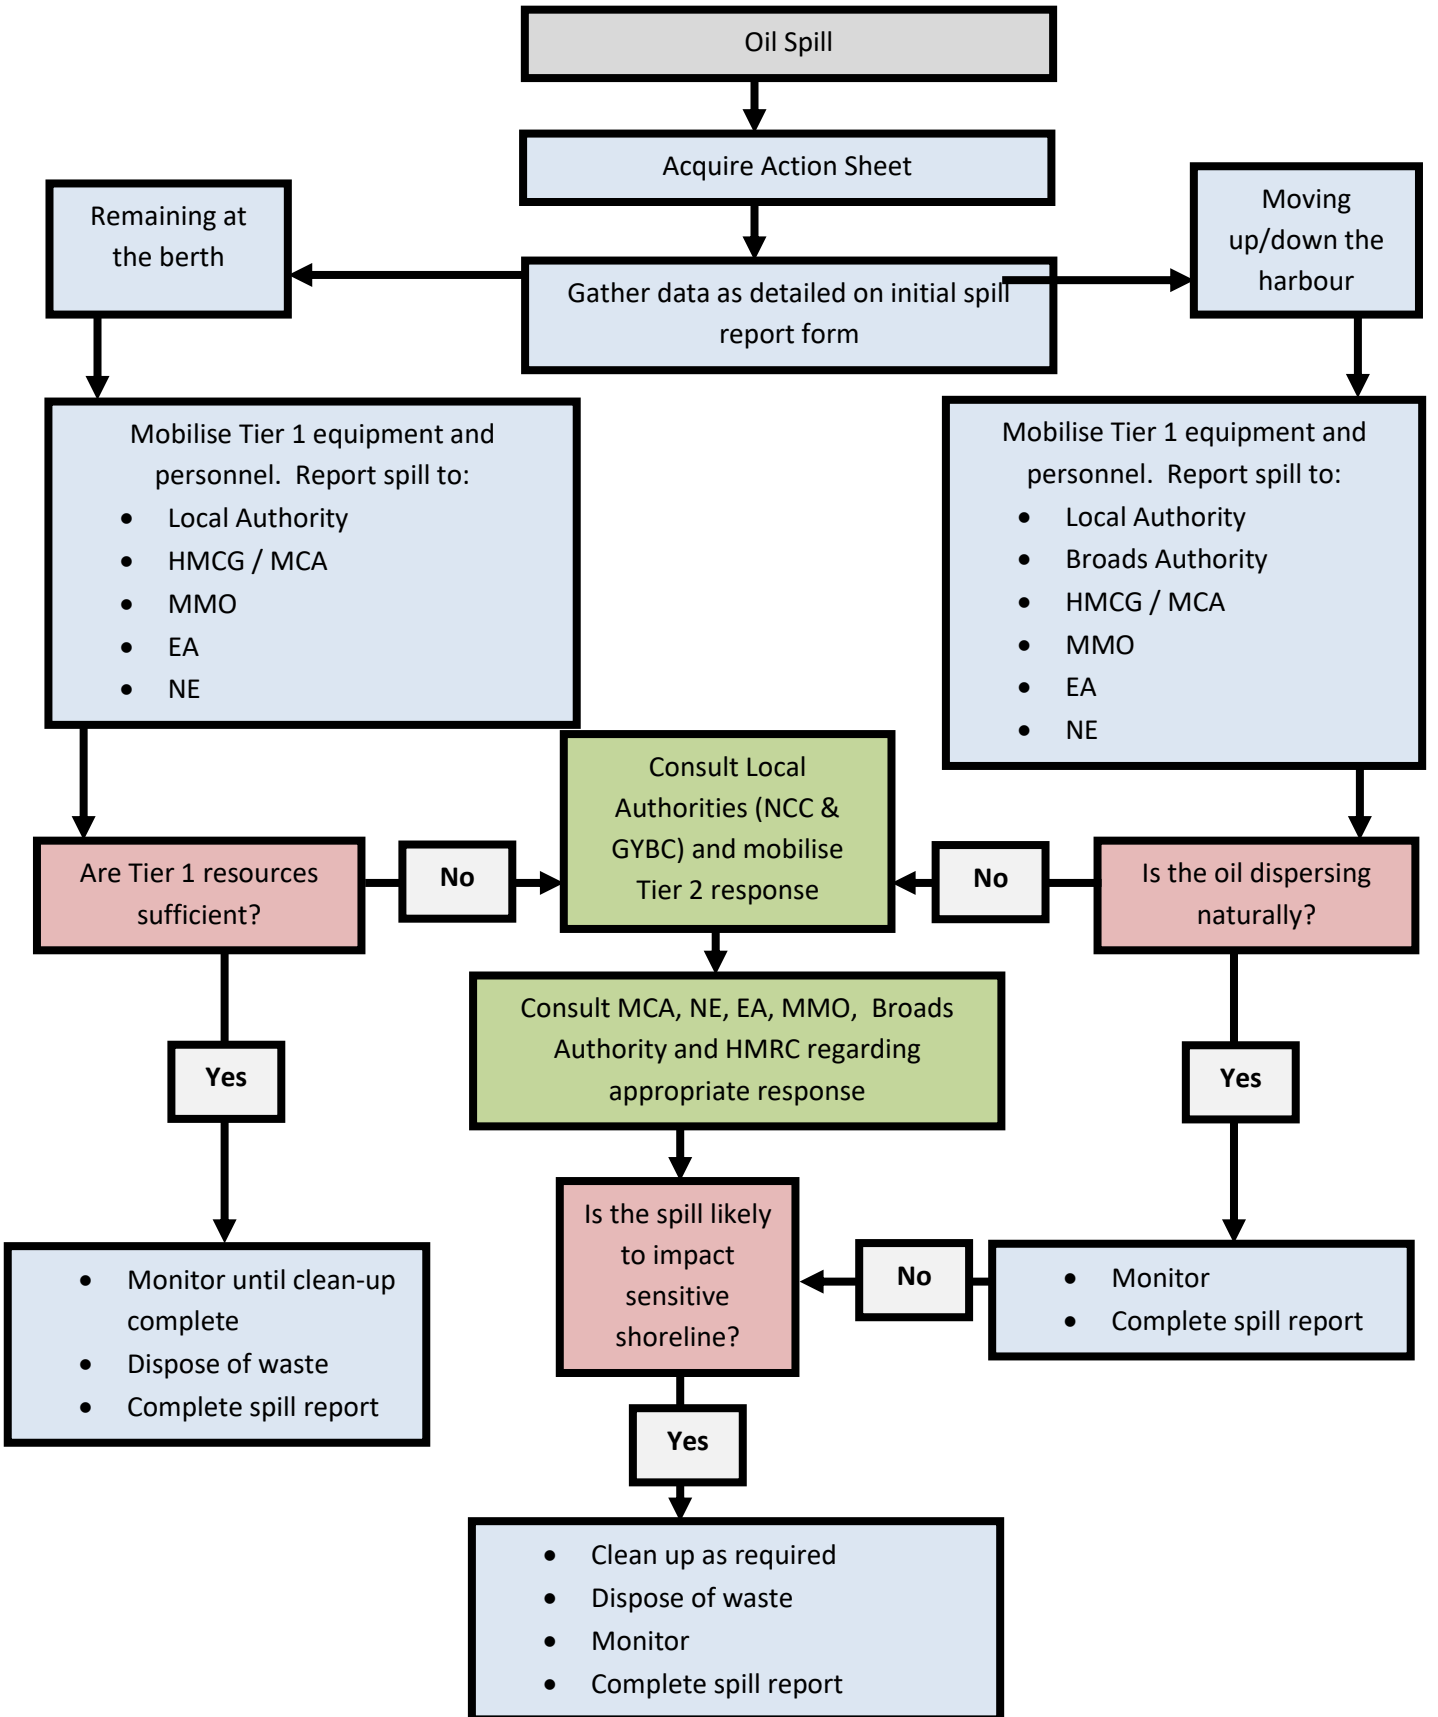 Oil Spill
Acquire Action Sheet
Remaining at
the berth
Gather data as detailed on initial spill
report form
Moving
up/down the
harbour
Mobilise Tier 1 equipment and
personnel.  Report spill to:
• Local Authority
• HMCG / MCA
• MMO
• EA
• NE
Mobilise Tier 1 equipment and
personnel.  Report spill to:
• Local Authority
• Broads Authority
• HMCG / MCA
• MMO
• EA
• NE
Are Tier 1 resources
sufficient?
No
Consult Local
Authorities (NCC &
GYBC) and mobilise
Tier 2 response
No
Is the oil dispersing
naturally?
Consult MCA, NE, EA, MMO,  Broads
Authority and HMRC regarding
appropriate response
Yes
Yes
Is the spill likely
to impact
sensitive
shoreline?
No
• Monitor until clean-up
complete
• Dispose of waste
• Complete spill report
• Monitor
• Complete spill report
Yes
• Clean up as required
• Dispose of waste
• Monitor
• Complete spill report